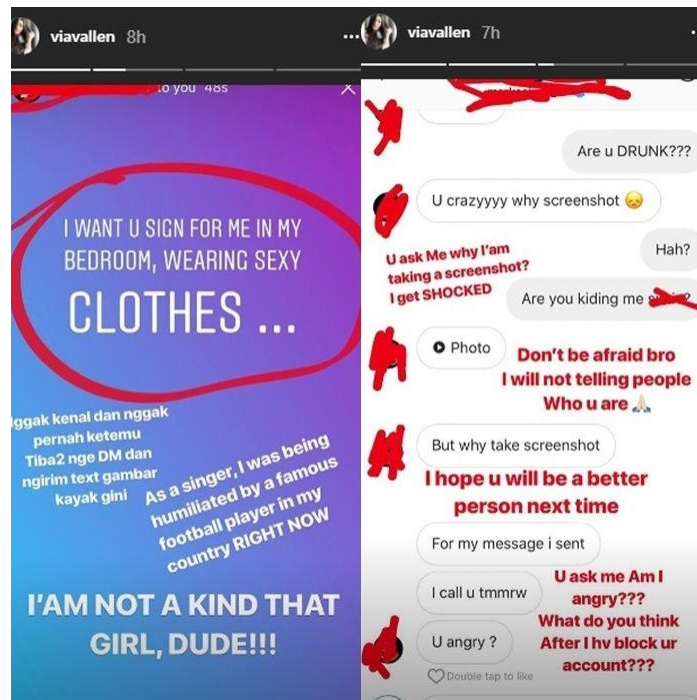 viavallen 8h
to you 48s
I WANT U SIGN FOR ME IN MY
BEDROOM, WEARING SEXY
CLOTHES ...
ggak kenal dan nggak
pernah ketemu
Tiba2 nge DM dan
ngirim text gambar
kayak gini
As a singer, I was being
humiliated by a famous
football player in my
country RIGHT NOW
I'AM NOT A KIND THAT
GIRL, DUDE!!!
viavallen 7h
Are u DRUNK???
U crazyyyy why screenshot 😞
Hah?
U ask Me why I'am
taking a screenshot?
I get SHOCKED
Are you kiding me
Photo
Don't be afraid bro
I will not telling people
Who u are 🙏🏻
But why take screenshot
I hope u will be a better
person next time
For my message i sent
I call u tmmrw
U ask me Am I
angry???
What do you think
After I hv block ur
account???
U angry ?
Double tap to like